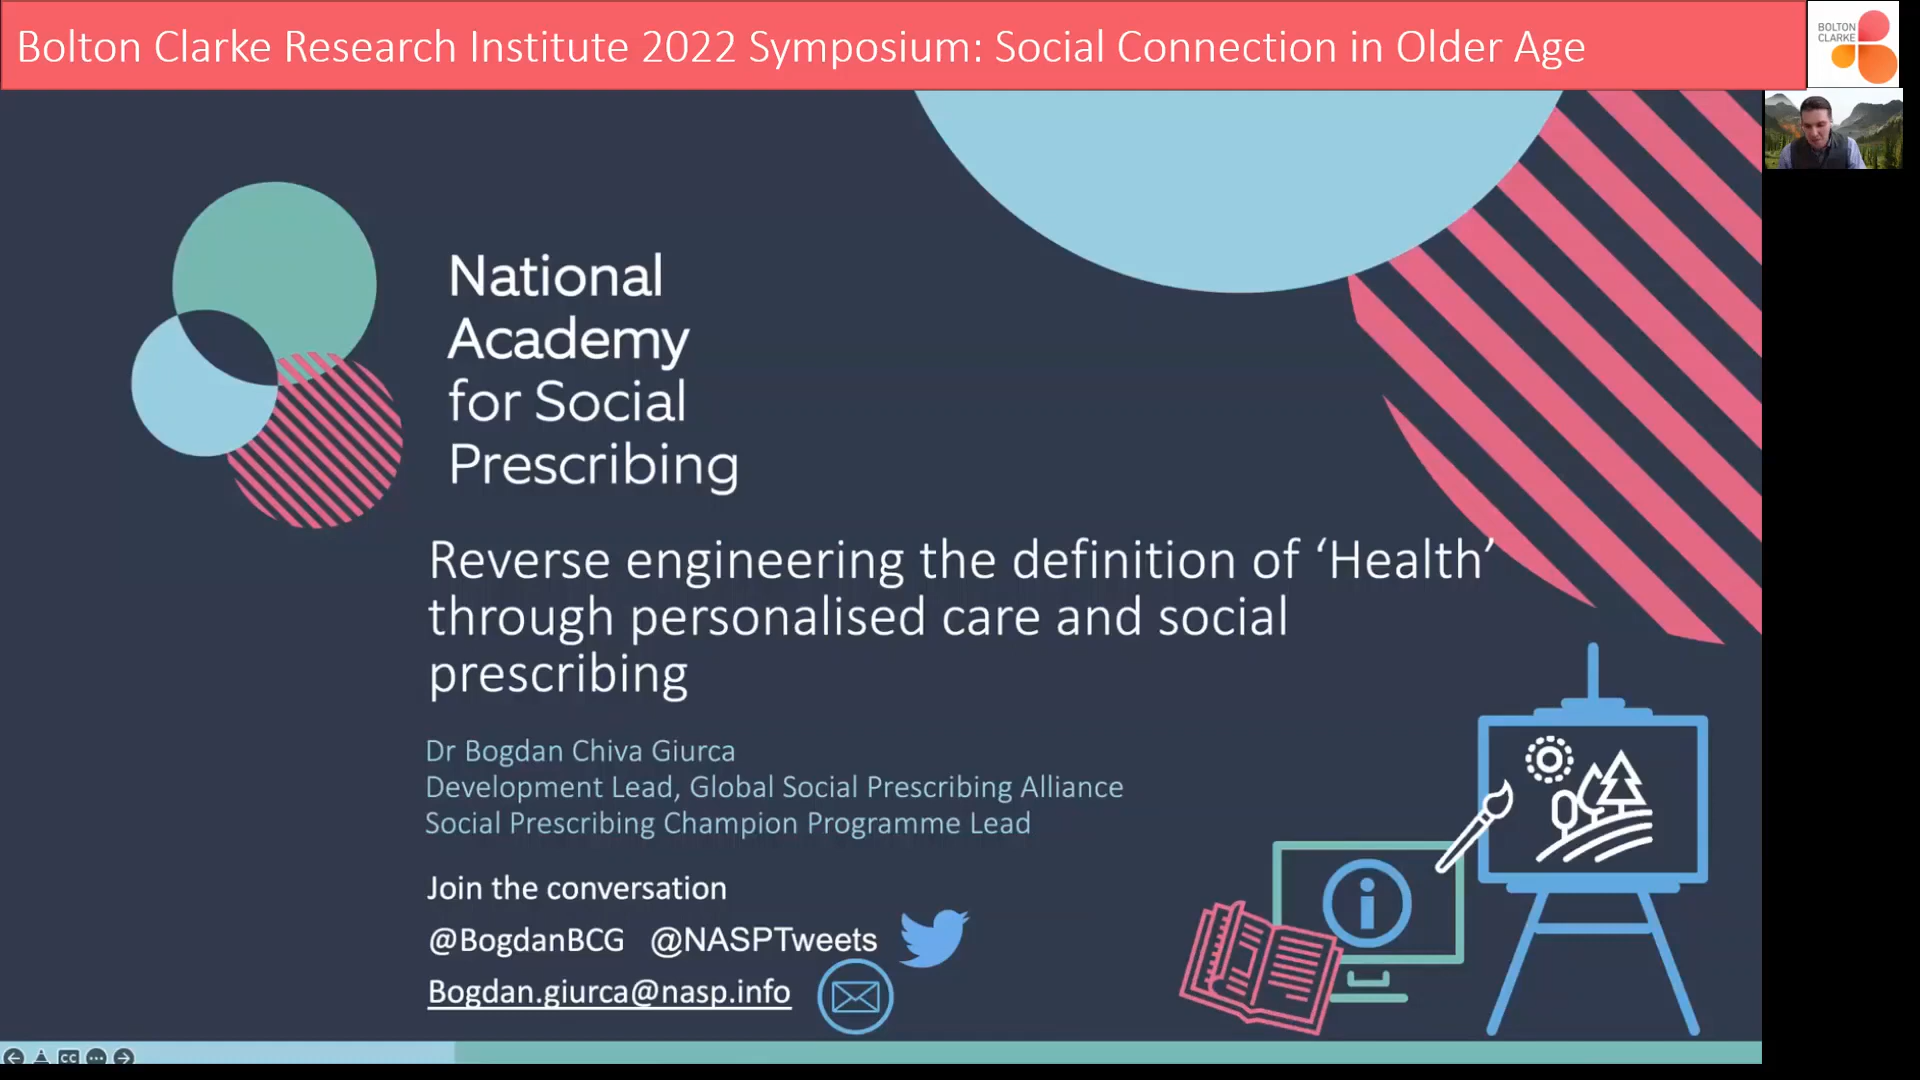 Bolton Clarke Research Institute 2022 Symposium: Social Connection in Older Age
BOLTON
CLARKE
National
Academy
for Social
Prescribing
Reverse engineering the definition of ‘Health’
through personalised care and social
prescribing
Dr Bogdan Chiva Giurca
Development Lead, Global Social Prescribing Alliance
Social Prescribing Champion Programme Lead
Join the conversation
@BogdanBCG @NASPTweets
Bogdan.giurca@nasp.info
CC